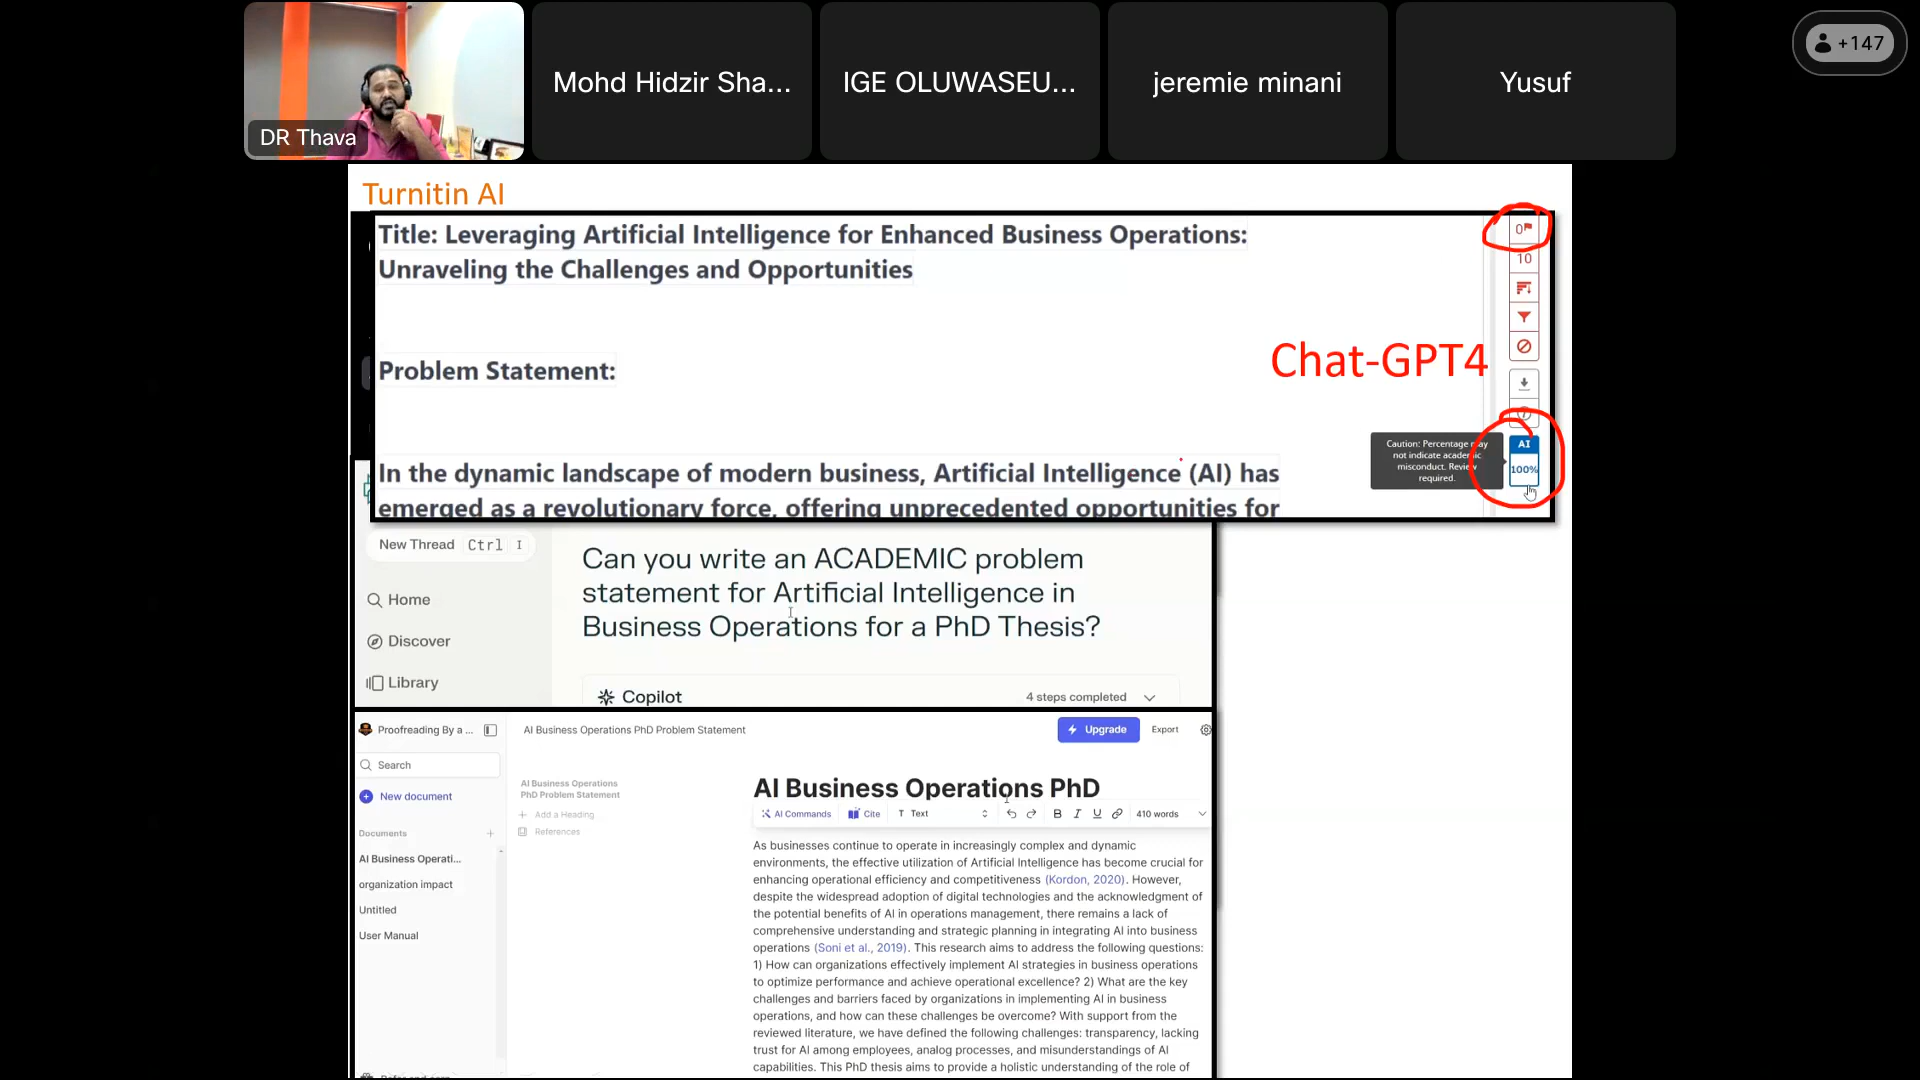 +147
Mohd Hidzir Sha...
IGE OLUWASEU...
jeremie minani
Yusuf
DR Thava
Turnitin AI
Title: Leveraging Artificial Intelligence for Enhanced Business Operations:
Unraveling the Challenges and Opportunities
0
10
Chat-GPT4
Problem Statement:
Caution: Percentage may
not indicate academic
misconduct. Review
required.
AI
100%
In the dynamic landscape of modern business, Artificial Intelligence (AI) has
emerged as a revolutionary force, offering unprecedented opportunities for
New Thread Ctrl I
Home
Discover
Library
Can you write an ACADEMIC problem
statement for Artificial Intelligence in
Business Operations for a PhD Thesis?
Copilot
4 steps completed
Proofreading By a ...
Search
New document
Documents
AI Business Operati...
organization impact
Untitled
User Manual
AI Business Operations PhD Problem Statement
Upgrade
Export
AI Business Operations
PhD Problem Statement
Add a Heading
References
AI Business Operations PhD
AI Commands
Cite
T Text
B I U
410 words
As businesses continue to operate in increasingly complex and dynamic
environments, the effective utilization of Artificial Intelligence has become crucial for
enhancing operational efficiency and competitiveness (Kordon, 2020). However,
despite the widespread adoption of digital technologies and the acknowledgment of
the potential benefits of AI in operations management, there remains a lack of
comprehensive understanding and strategic planning in integrating AI into business
operations (Soni et al., 2019). This research aims to address the following questions:
1) How can organizations effectively implement AI strategies in business operations
to optimize performance and achieve operational excellence? 2) What are the key
challenges and barriers faced by organizations in implementing AI in business
operations, and how can these challenges be overcome? With support from the
reviewed literature, we have defined the following challenges: transparency, lacking
trust for AI among employees, analog processes, and misunderstandings of AI
capabilities. This PhD thesis aims to provide a holistic understanding of the role of